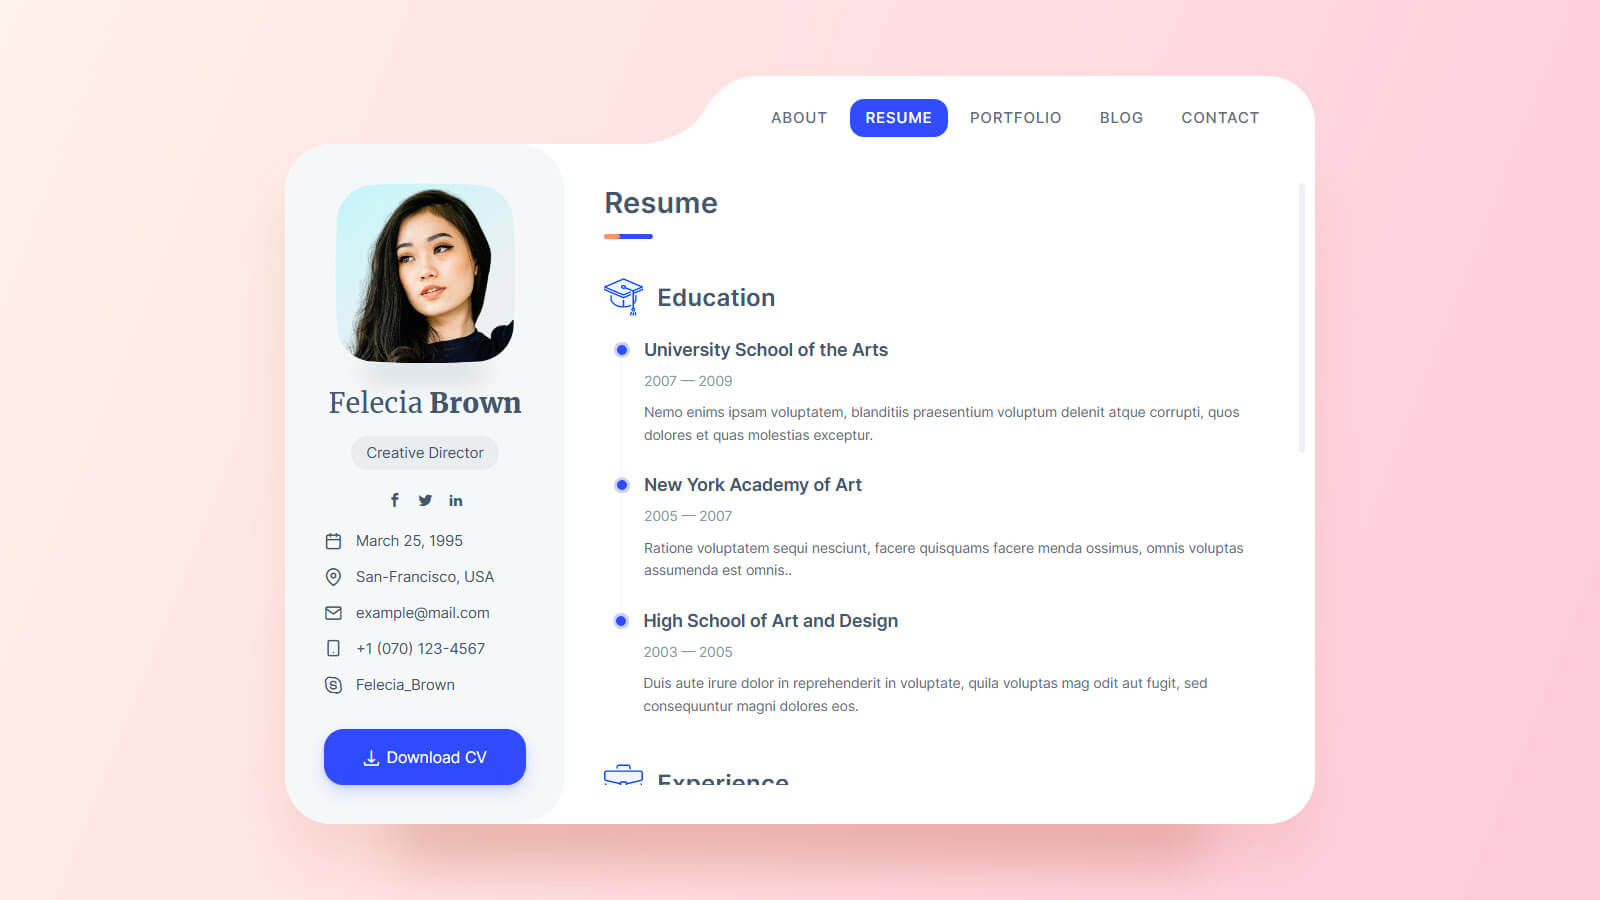 ABOUT RESUME PORTFOLIO BLOG CONTACT
Felecia Brown
Creative Director
March 25, 1995
San-Francisco, USA
example@mail.com
+1 (070) 123-4567
Felecia_Brown
Download CV
Resume
Education
University School of the Arts
2007 — 2009
Nemo enims ipsam voluptatem, blanditiis praesentium voluptum delenit atque corrupti, quos
dolores et quas molestias exceptur.
New York Academy of Art
2005 — 2007
Ratione voluptatem sequi nesciunt, facere quisquams facere menda ossimus, omnis voluptas
assumenda est omnis..
High School of Art and Design
2003 — 2005
Duis aute irure dolor in reprehenderit in voluptate, quila voluptas mag odit aut fugit, sed
consequuntur magni dolores eos.
Experience